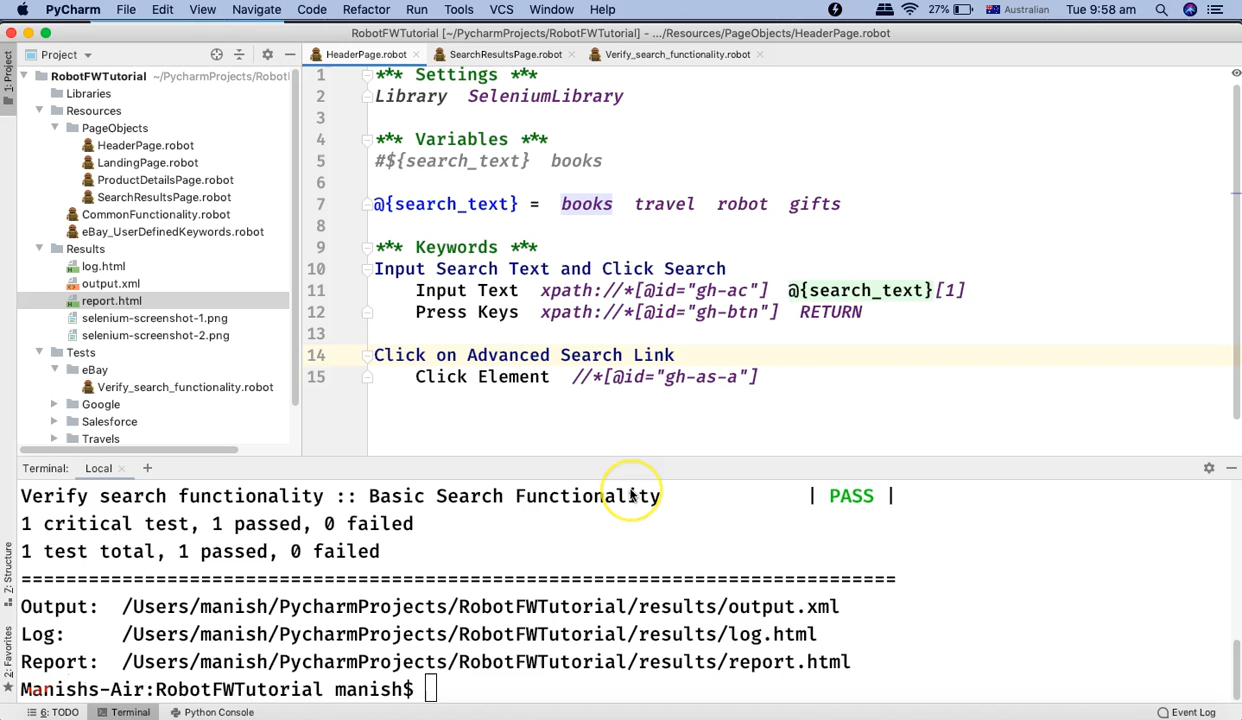 PyCharm File Edit View Navigate Code Refactor Run Tools VCS Window Help 27% Australian Tue 9:58 am
RobotFWTutorial [~/PycharmProjects/RobotFWTutorial] - .../Resources/PageObjects/HeaderPage.robot
Project
HeaderPage.robot SearchResultsPage.robot Verify_search_functionality.robot
1: Project
RobotFWTutorial ~/PycharmProjects/Robotl
Libraries
Resources
PageObjects
HeaderPage.robot
LandingPage.robot
ProductDetailsPage.robot
SearchResultsPage.robot
CommonFunctionality.robot
eBay_UserDefinedKeywords.robot
Results
log.html
output.xml
report.html
selenium-screenshot-1.png
selenium-screenshot-2.png
Tests
eBay
Verify_search_functionality.robot
Google
Salesforce
Travels
1 *** Settings ***
2 Library SeleniumLibrary
3
4 *** Variables ***
5 #${search_text} books
6
7 @{search_text} = books travel robot gifts
8
9 *** Keywords ***
10 Input Search Text and Click Search
11 Input Text xpath://*[@id="gh-ac"] @{search_text}[1]
12 Press Keys xpath://*[@id="gh-btn"] RETURN
13
14 Click on Advanced Search Link
15 Click Element //*[@id="gh-as-a"]
Terminal: Local
Verify search functionality :: Basic Search Functionality | PASS |
1 critical test, 1 passed, 0 failed
1 test total, 1 passed, 0 failed
==============================================================================
Output: /Users/manish/PycharmProjects/RobotFWTutorial/results/output.xml
Log: /Users/manish/PycharmProjects/RobotFWTutorial/results/log.html
Report: /Users/manish/PycharmProjects/RobotFWTutorial/results/report.html
Manishs-Air:RobotFWTutorial manish$
Z: Structure
2: Favorites
6: TODO Terminal Python Console Event Log